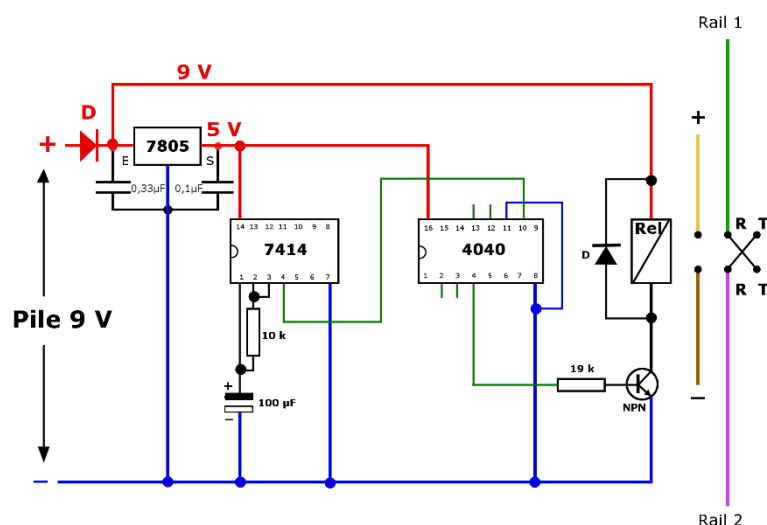 Rail 1
9 V
D
+
+
7805
5 V
E
S
0,33µF
0,1µF
14 13 12 11 10 9 8
7414
1 2 3 4 5 6 7
16 15 14 13 12 11 10 9
4040
1 2 3 4 5 6 7 8
Rel
R T
D
R T
Pile 9 V
10 k
+
100 µF
−
19 k
NPN
−
−
Rail 2